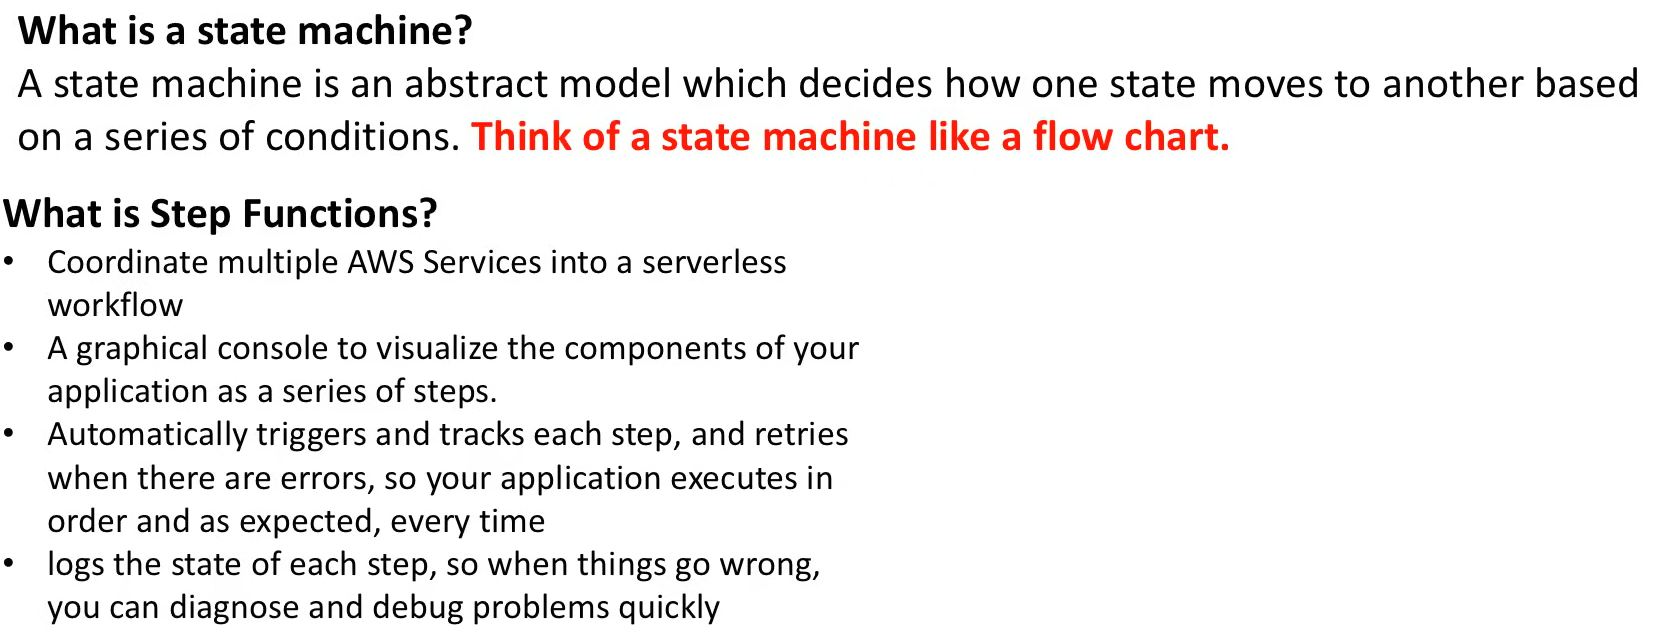 What is a state machine?
A state machine is an abstract model which decides how one state moves to another based
on a series of conditions. Think of a state machine like a flow chart.
What is Step Functions?
• Coordinate multiple AWS Services into a serverless
workflow
• A graphical console to visualize the components of your
application as a series of steps.
• Automatically triggers and tracks each step, and retries
when there are errors, so your application executes in
order and as expected, every time
• logs the state of each step, so when things go wrong,
you can diagnose and debug problems quickly